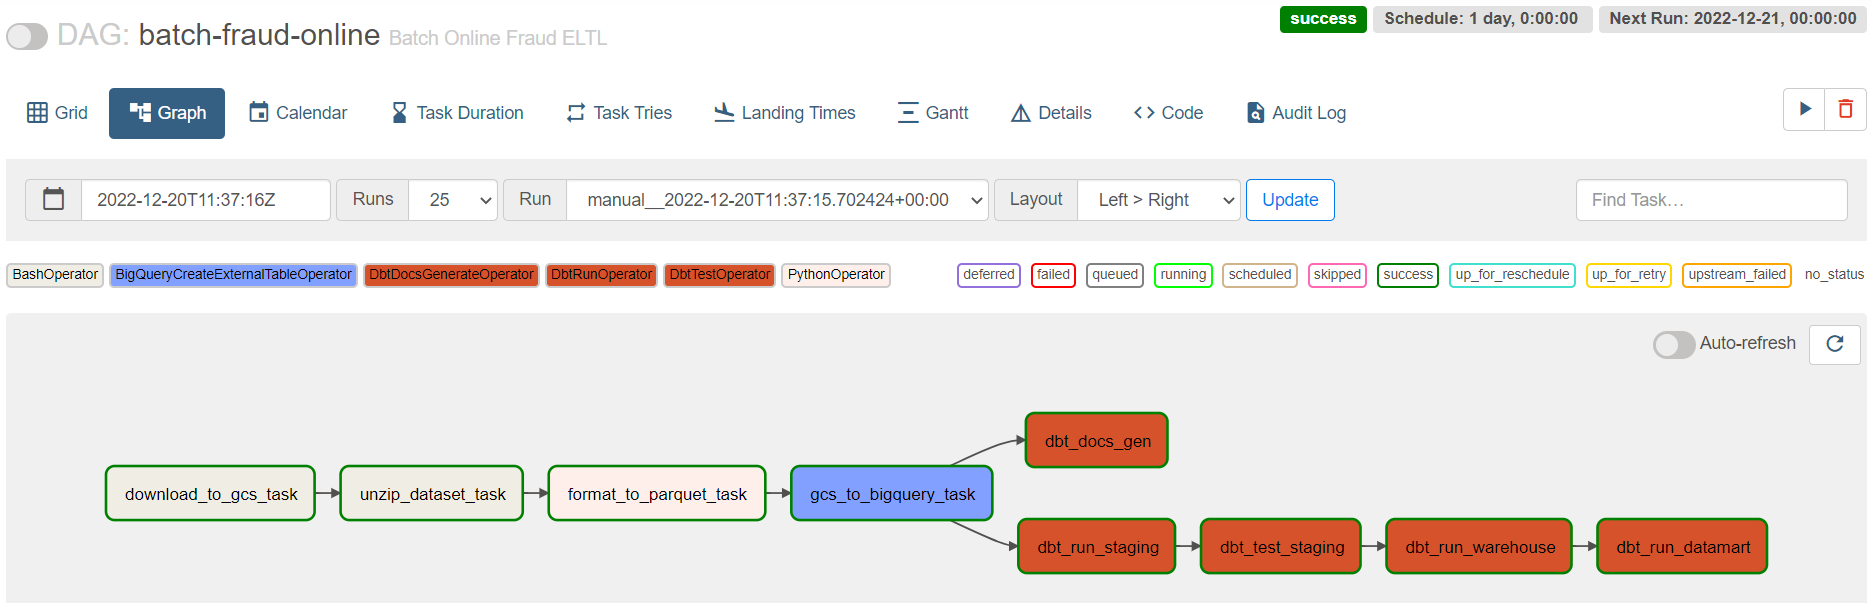 DAG: batch-fraud-online Batch Online Fraud ELTL
success Schedule: 1 day, 0:00:00 Next Run: 2022-12-21, 00:00:00
Grid Graph Calendar Task Duration Task Tries Landing Times Gantt Details Code Audit Log
2022-12-20T11:37:16Z Runs 25 Run manual__2022-12-20T11:37:15.702424+00:00 Layout Left > Right Update Find Task…
BashOperator BigQueryCreateExternalTableOperator DbtDocsGenerateOperator DbtRunOperator DbtTestOperator PythonOperator deferred failed queued running scheduled skipped success up_for_reschedule up_for_retry upstream_failed no_status
Auto-refresh
dbt_docs_gen
download_to_gcs_task unzip_dataset_task format_to_parquet_task gcs_to_bigquery_task
dbt_run_staging dbt_test_staging dbt_run_warehouse dbt_run_datamart